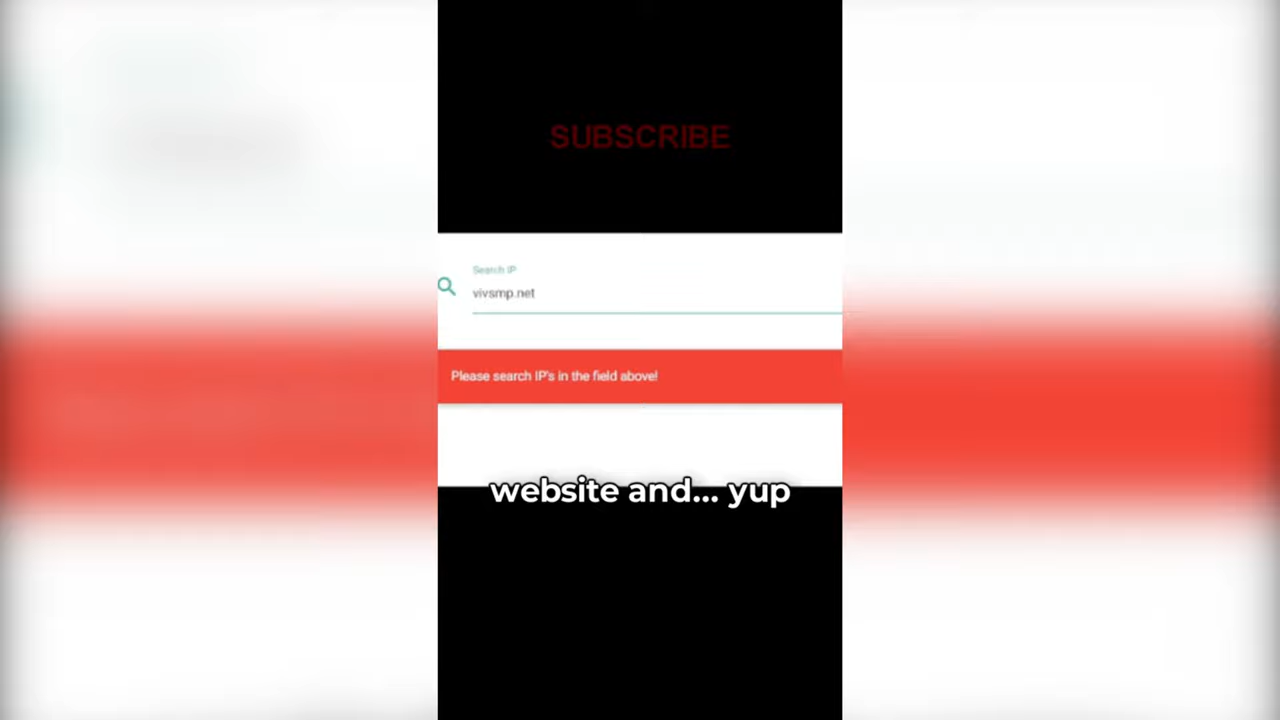 SUBSCRIBE
Search IP
vivsmp.net
Please search IP's in the field above!
website and... yup